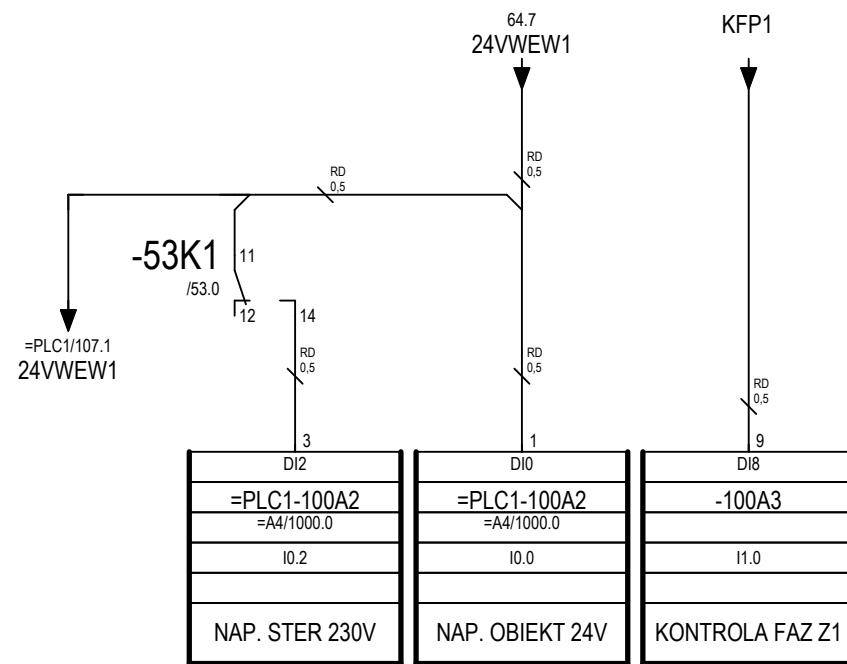 64.7
24VWEW1
KFP1
RD
0,5
RD
0,5
-53K1
11
/53.0
12
14
=PLC1/107.1
24VWEW1
RD
0,5
RD
0,5
RD
0,5
3
1
9
DI2
DI0
DI8
=PLC1-100A2
=PLC1-100A2
-100A3
=A4/1000.0
=A4/1000.0
I0.2
I0.0
I1.0
NAP. STER 230V
NAP. OBIEKT 24V
KONTROLA FAZ Z1